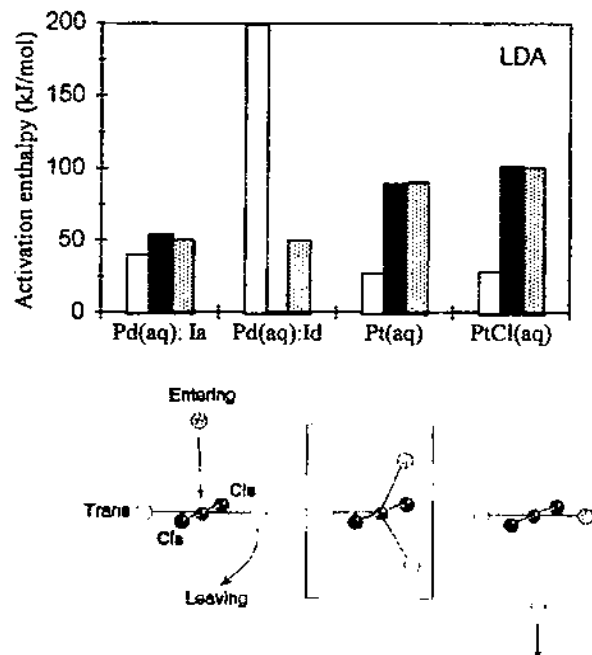 200
LDA
150
100
50
0
Activation enthalpy (kJ/mol)
Pd(aq): Ia Pd(aq):Id Pt(aq) PtCl(aq)
Entering
Cis
Trans
Cis
Leaving